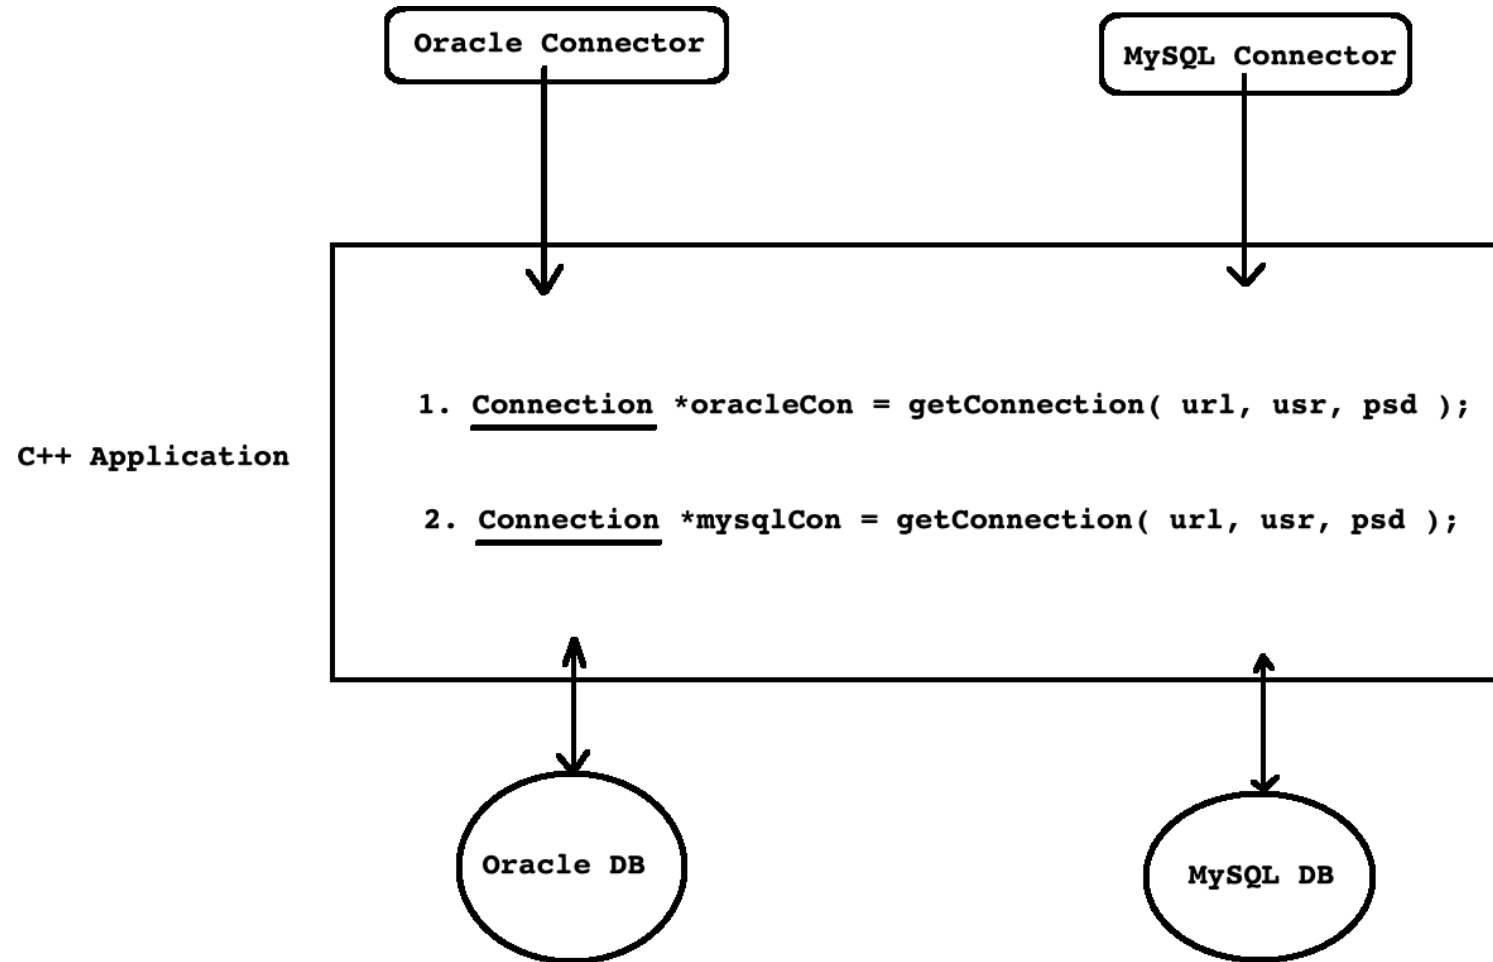 Oracle Connector
MySQL Connector
1. Connection *oracleCon = getConnection( url, usr, psd );
C++ Application
2. Connection *mysqlCon = getConnection( url, usr, psd );
Oracle DB
MySQL DB